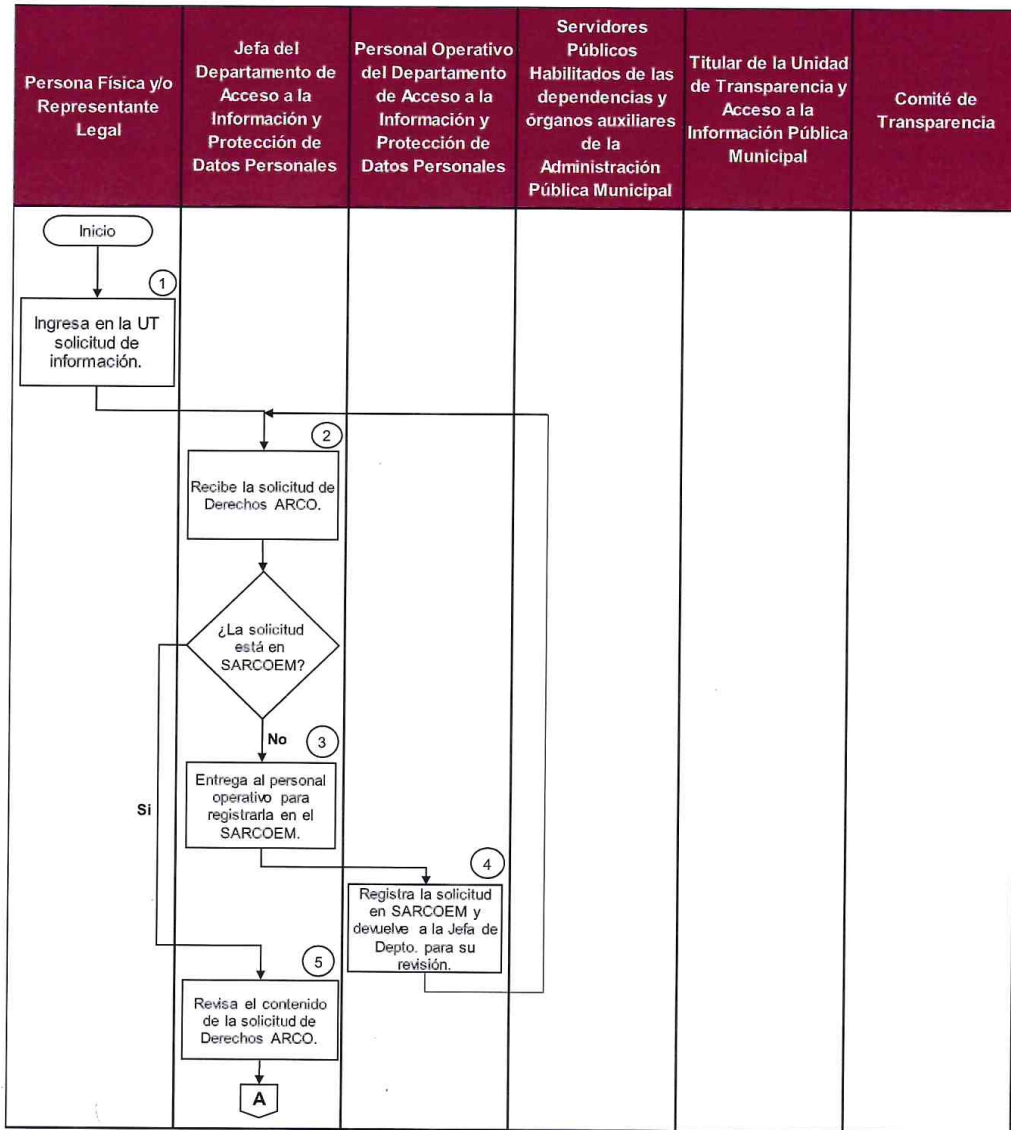 Persona Física y/o
Representante
Legal
Jefa del
Departamento de
Acceso a la
Información y
Protección de
Datos Personales
Personal Operativo
del Departamento
de Acceso a la
Información y
Protección de
Datos Personales
Servidores
Públicos
Habilitados de las
dependencias y
órganos auxiliares
de la
Administración
Pública Municipal
Titular de la Unidad
de Transparencia y
Acceso a la
Información Pública
Municipal
Comité de
Transparencia
Inicio
1
Ingresa en la UT
solicitud de
información.
2
Recibe la solicitud de
Derechos ARCO.
¿La solicitud
está en
SARCOEM?
No
3
Entrega al personal
operativo para
registrarla en el
SARCOEM.
Si
4
Registra la solicitud
en SARCOEM y
devuelve a la Jefa de
Depto. para su
revisión.
5
Revisa el contenido
de la solicitud de
Derechos ARCO.
A